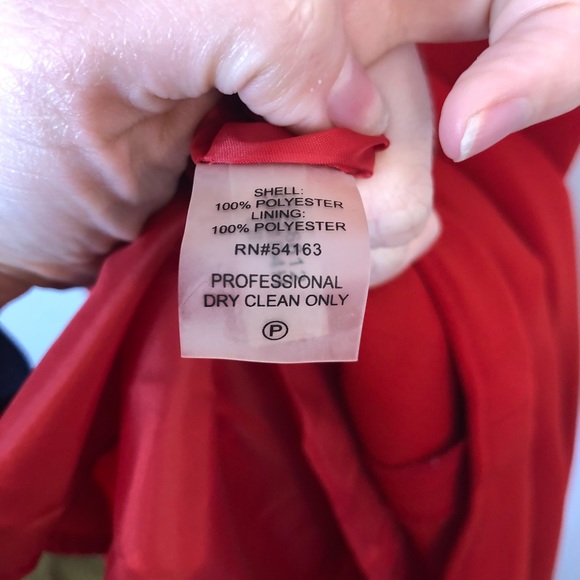 SHELL:
100% POLYESTER
LINING:
100% POLYESTER
RN#54163
PROFESSIONAL
DRY CLEAN ONLY
P